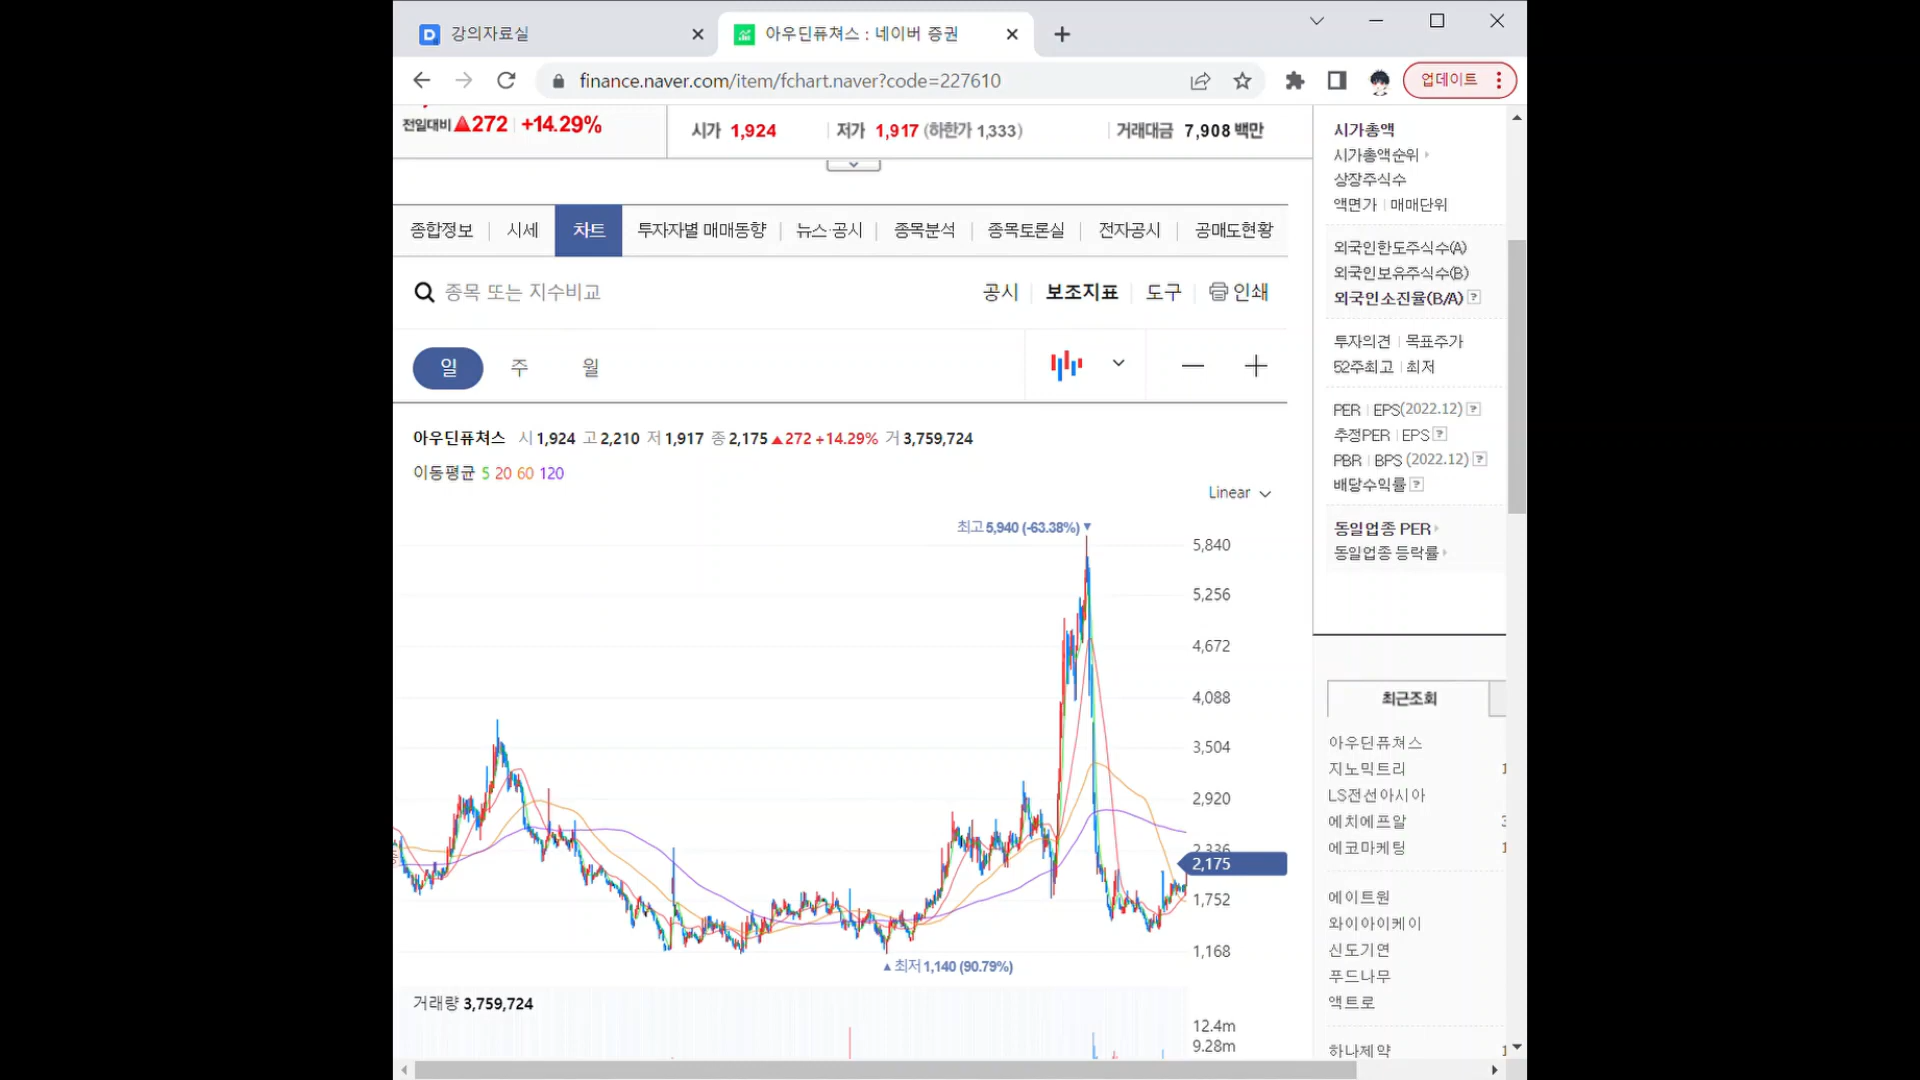 강의자료실
아우딘퓨쳐스 : 네이버 증권
finance.naver.com/item/fchart.naver?code=227610
업데이트
전일대비 ▲272 +14.29%
시가 1,924 저가 1,917 (하한가 1,333) 거래대금 7,908 백만
종합정보 시세 차트 투자자별 매매동향 뉴스·공시 종목분석 종목토론실 전자공시 공매도현황
종목 또는 지수비교
공시 보조지표 도구 인쇄
일 주 월
아우딘퓨쳐스 시 1,924 고 2,210 저 1,917 종 2,175 ▲272 +14.29% 거 3,759,724
이동평균 5 20 60 120
Linear
최고 5,940 (-63.38%) ▼
5,840
5,256
4,672
4,088
3,504
2,920
2,336
2,175
1,752
1,168
▲ 최저 1,140 (90.79%)
거래량 3,759,724
12.4m
9.28m
시가총액
시가총액순위
상장주식수
액면가 | 매매단위
외국인한도주식수(A)
외국인보유주식수(B)
외국인소진율(B/A) ?
투자의견 | 목표주가
52주최고 | 최저
PER | EPS(2022.12) ?
추정PER | EPS ?
PBR | BPS (2022.12) ?
배당수익률 ?
동일업종 PER
동일업종 등락률
최근조회
아우딘퓨쳐스
지노믹트리 1
LS전선아시아
에치에프알 3
에코마케팅 1
에이트원
와이아이케이
신도기연
푸드나무
액트로
하나제약 1